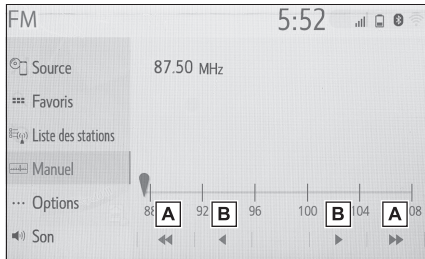 FM 5:52
Source
87.50 MHz
Favoris
Liste des stations
Manuel
88 92 96 100 104 08
A B B A
Options
Son